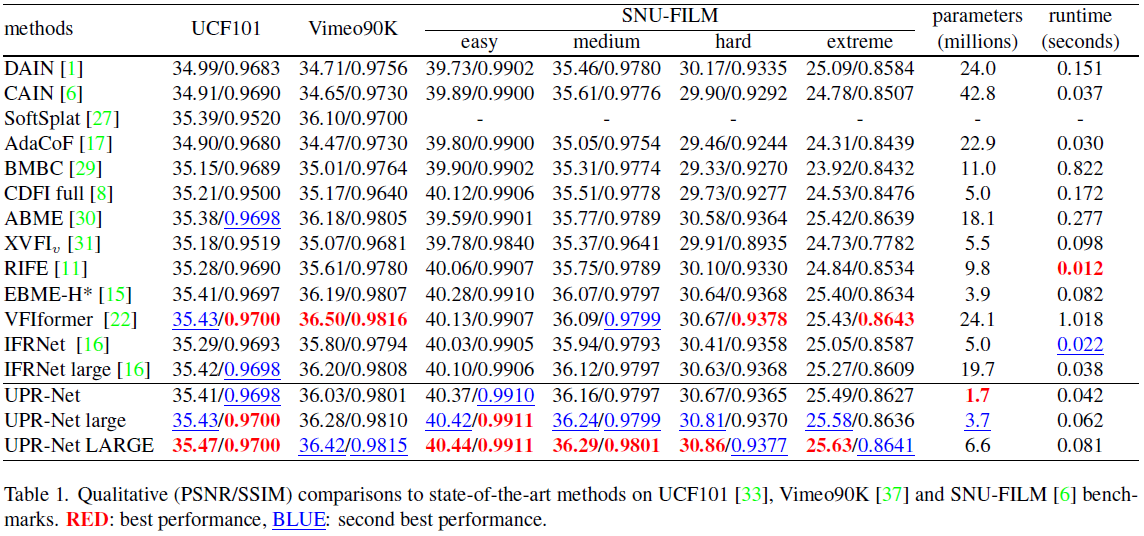 methods UCF101 Vimeo90K SNU-FILM parameters runtime
easy medium hard extreme (millions) (seconds)
DAIN [1] 34.99/0.9683 34.71/0.9756 39.73/0.9902 35.46/0.9780 30.17/0.9335 25.09/0.8584 24.0 0.151
CAIN [6] 34.91/0.9690 34.65/0.9730 39.89/0.9900 35.61/0.9776 29.90/0.9292 24.78/0.8507 42.8 0.037
SoftSplat [27] 35.39/0.9520 36.10/0.9700 - - - - - -
AdaCoF [17] 34.90/0.9680 34.47/0.9730 39.80/0.9900 35.05/0.9754 29.46/0.9244 24.31/0.8439 22.9 0.030
BMBC [29] 35.15/0.9689 35.01/0.9764 39.90/0.9902 35.31/0.9774 29.33/0.9270 23.92/0.8432 11.0 0.822
CDFI full [8] 35.21/0.9500 35.17/0.9640 40.12/0.9906 35.51/0.9778 29.73/0.9277 24.53/0.8476 5.0 0.172
ABME [30] 35.38/0.9698 36.18/0.9805 39.59/0.9901 35.77/0.9789 30.58/0.9364 25.42/0.8639 18.1 0.277
XVFIv [31] 35.18/0.9519 35.07/0.9681 39.78/0.9840 35.37/0.9641 29.91/0.8935 24.73/0.7782 5.5 0.098
RIFE [11] 35.28/0.9690 35.61/0.9780 40.06/0.9907 35.75/0.9789 30.10/0.9330 24.84/0.8534 9.8 0.012
EBME-H* [15] 35.41/0.9697 36.19/0.9807 40.28/0.9910 36.07/0.9797 30.64/0.9368 25.40/0.8634 3.9 0.082
VFIformer [22] 35.43/0.9700 36.50/0.9816 40.13/0.9907 36.09/0.9799 30.67/0.9378 25.43/0.8643 24.1 1.018
IFRNet [16] 35.29/0.9693 35.80/0.9794 40.03/0.9905 35.94/0.9793 30.41/0.9358 25.05/0.8587 5.0 0.022
IFRNet large [16] 35.42/0.9698 36.20/0.9808 40.10/0.9906 36.12/0.9797 30.63/0.9368 25.27/0.8609 19.7 0.038
UPR-Net 35.41/0.9698 36.03/0.9801 40.37/0.9910 36.16/0.9797 30.67/0.9365 25.49/0.8627 1.7 0.042
UPR-Net large 35.43/0.9700 36.28/0.9810 40.42/0.9911 36.24/0.9799 30.81/0.9370 25.58/0.8636 3.7 0.062
UPR-Net LARGE 35.47/0.9700 36.42/0.9815 40.44/0.9911 36.29/0.9801 30.86/0.9377 25.63/0.8641 6.6 0.081
Table 1. Qualitative (PSNR/SSIM) comparisons to state-of-the-art methods on UCF101 [33], Vimeo90K [37] and SNU-FILM [6] bench-
marks. RED: best performance, BLUE: second best performance.